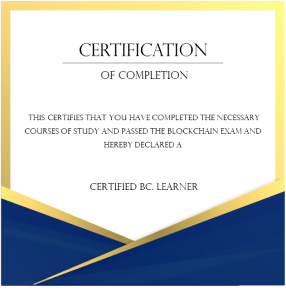 CERTIFICATION
OF COMPLETION
THIS CERTIFIES THAT YOU HAVE COMPLETED THE NECESSARY
COURSES OF STUDY AND PASSED THE BLOCKCHAIN EXAM AND
HEREBY DECLARED A
CERTIFIED BC. LEARNER